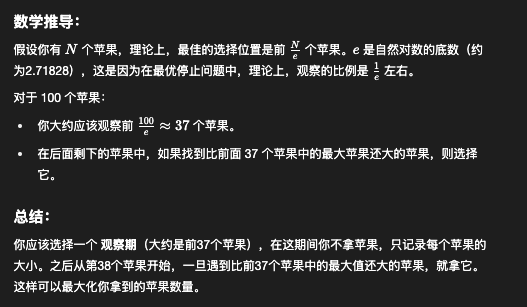 数学推导：
假设你有 N 个苹果，理论上，最佳的选择位置是前 N/e 个苹果。e 是自然对数的底数（约
为2.71828），这是因为在最优停止问题中，理论上，观察的比例是 1/e 左右。
对于 100 个苹果：
• 你大约应该观察前 100/e ≈ 37 个苹果。
• 在后面剩下的苹果中，如果找到比前面 37 个苹果中的最大苹果还大的苹果，则选择
它。
总结：
你应该选择一个 观察期（大约是前37个苹果），在这期间你不拿苹果，只记录每个苹果的
大小。之后从第38个苹果开始，一旦遇到比前37个苹果中的最大值还大的苹果，就拿它。
这样可以最大化你拿到的苹果数量。